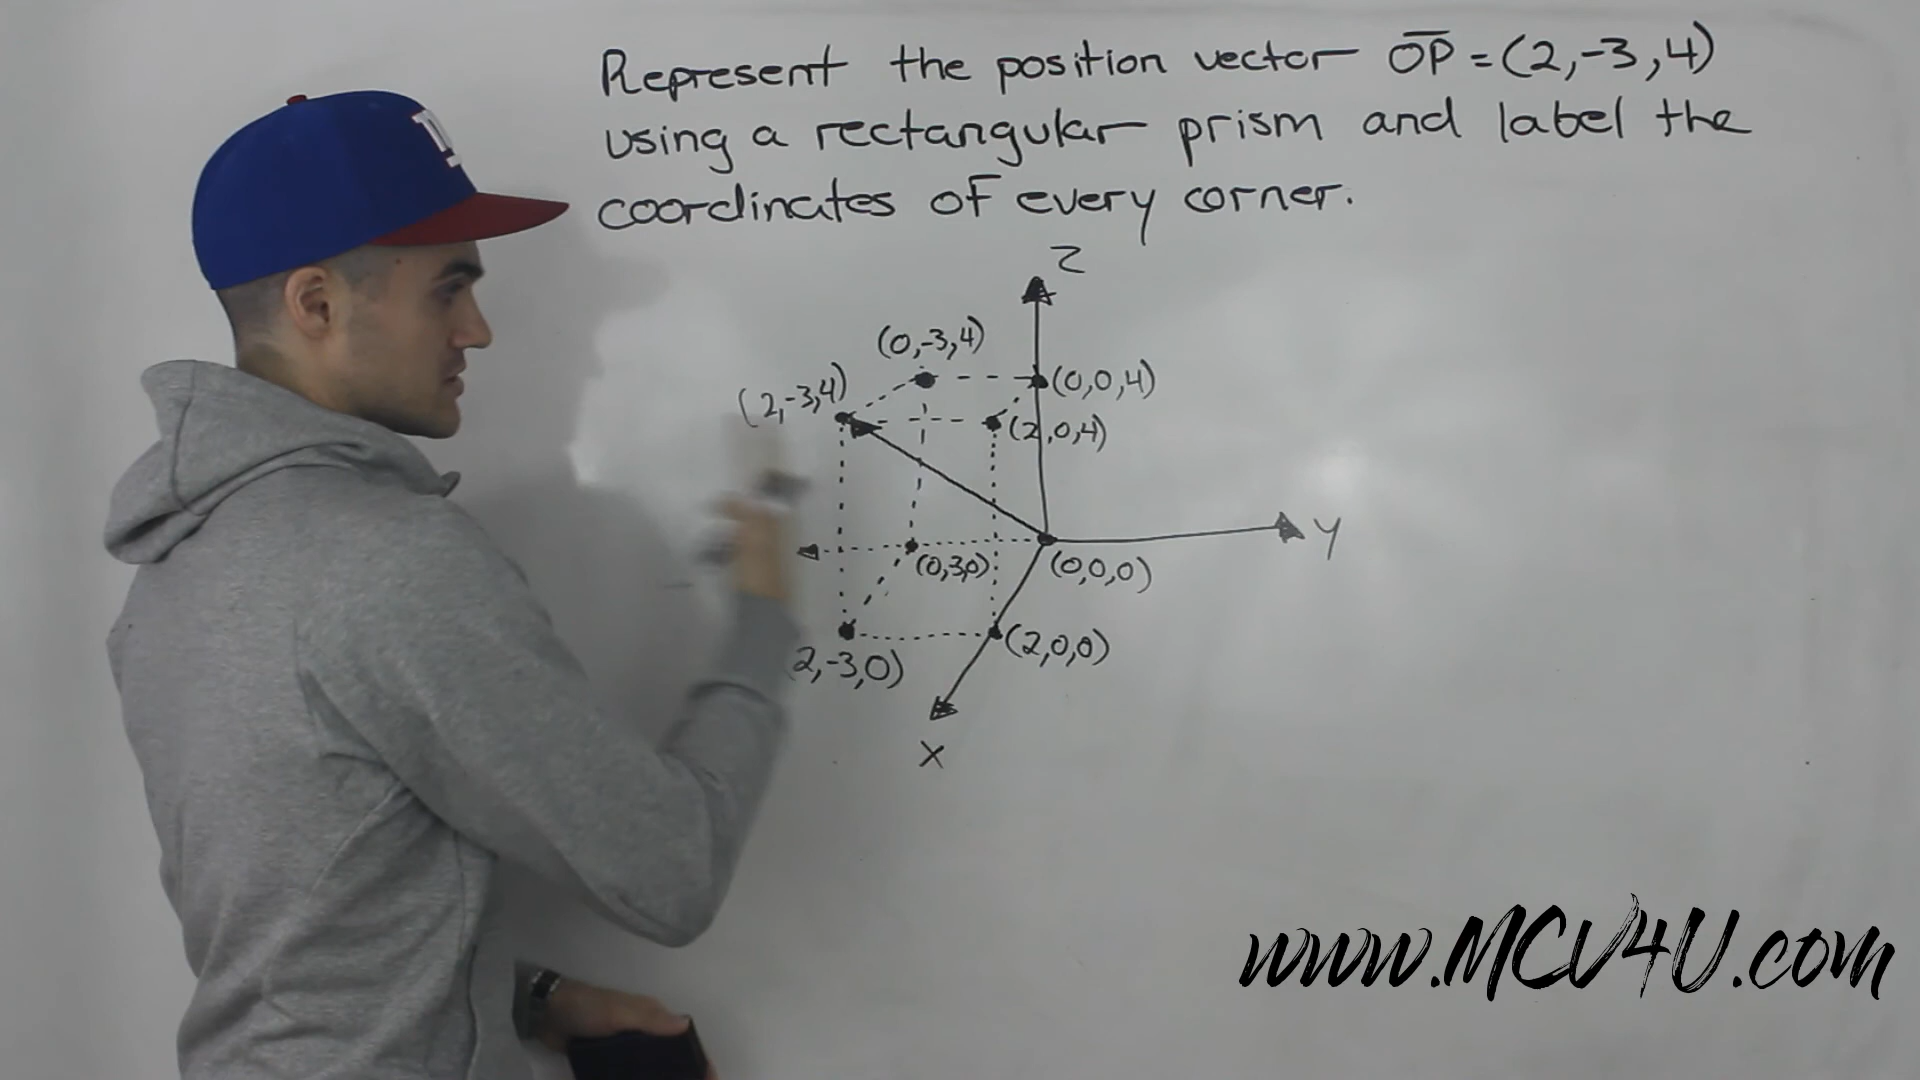 Represent the position vector OP = (2,-3,4)
using a rectangular prism and label the
coordinates of every corner.
Z
(0,-3,4)
(2,-3,4)
(0,0,4)
(2,0,4)
Y
(0,3,0)
(0,0,0)
(2,0,0)
2,-3,0)
X
www.MCV4U.com